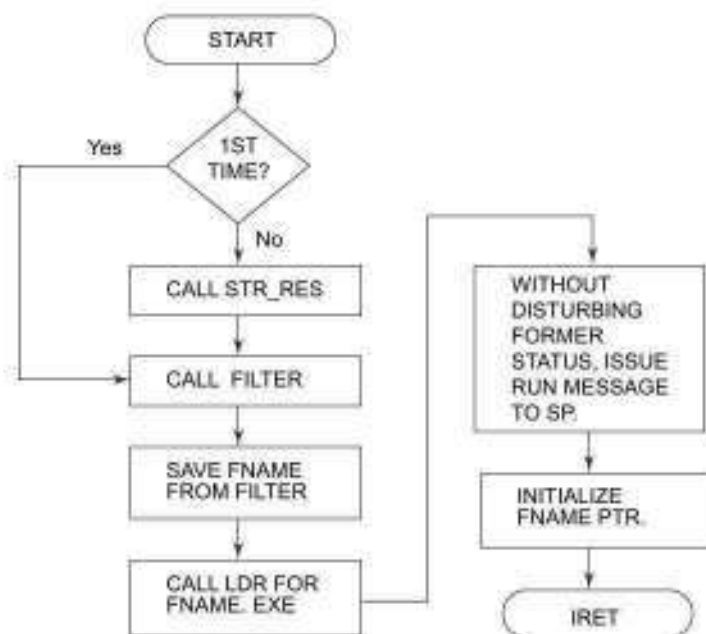 START
1ST
TIME?
Yes
No
CALL STR_RES
CALL FILTER
SAVE FNAME
FROM FILTER
CALL LDR FOR
FNAME. EXE
WITHOUT
DISTURBING
FORMER
STATUS, ISSUE
RUN MESSAGE
TO SP.
INITIALIZE
FNAME PTR.
IRET